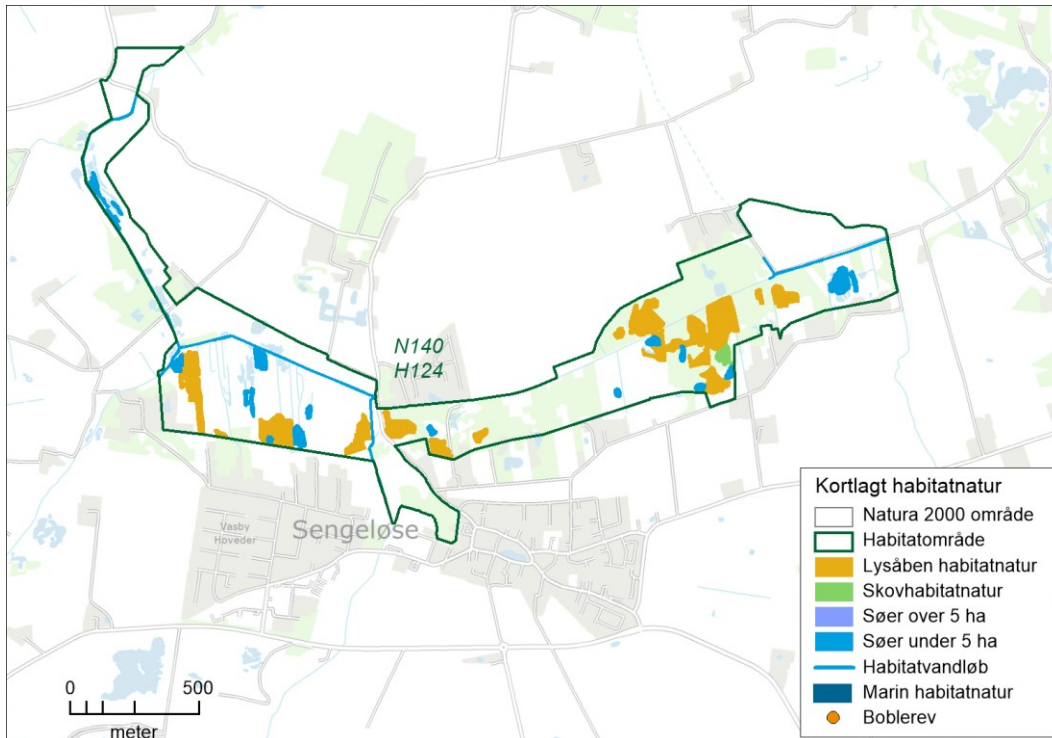 N140
H124
Vasby
Hoveder
Sengeløse
Kortlagt habitatnatur
Natura 2000 område
Habitatområde
Lysåben habitatnatur
Skovhabitatnatur
Søer over 5 ha
Søer under 5 ha
Habitatvandløb
Marin habitatnatur
Boblerev
0 500
meter